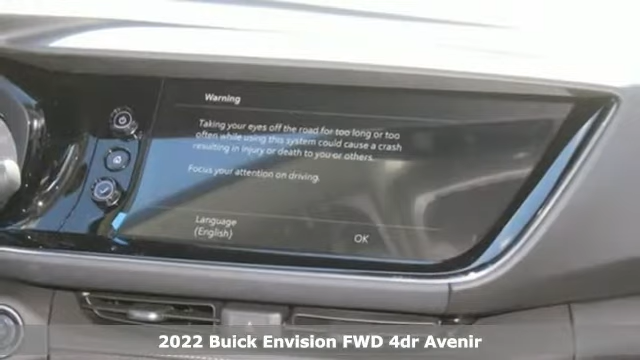 Warning
Taking your eyes off the road for too long or too
often while using this system could cause a crash
resulting in injury or death to you or others.
Focus your attention on driving.
Language
(English)
OK
2022 Buick Envision FWD 4dr Avenir